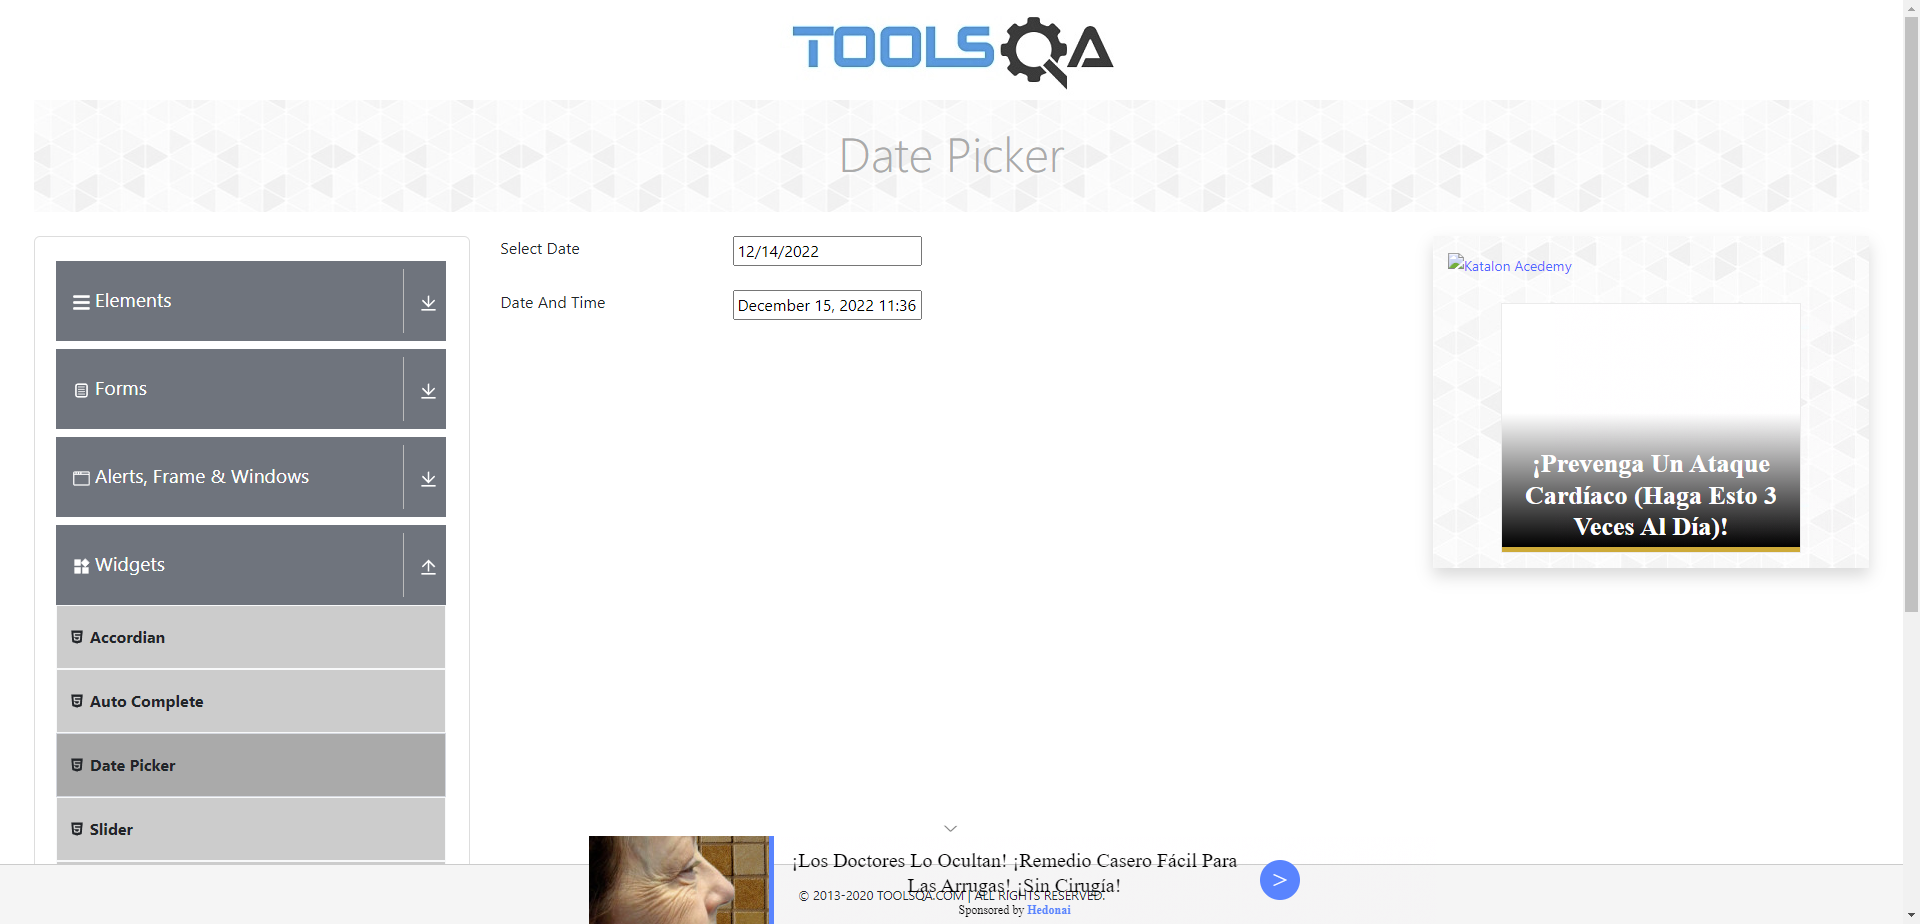 TOOLSQA
Date Picker
Elements
Forms
Alerts, Frame & Windows
Widgets
Accordian
Auto Complete
Date Picker
Slider
Select Date
12/14/2022
Date And Time
December 15, 2022 11:36
Katalon Acedemy
¡Prevenga Un Ataque
Cardíaco (Haga Esto 3
Veces Al Día)!
¡Los Doctores Lo Ocultan! ¡Remedio Casero Fácil Para
Las Arrugas! ¡Sin Cirugía!
© 2013-2020 TOOLSQA.COM | ALL RIGHTS RESERVED.
Sponsored by Hedonai
>